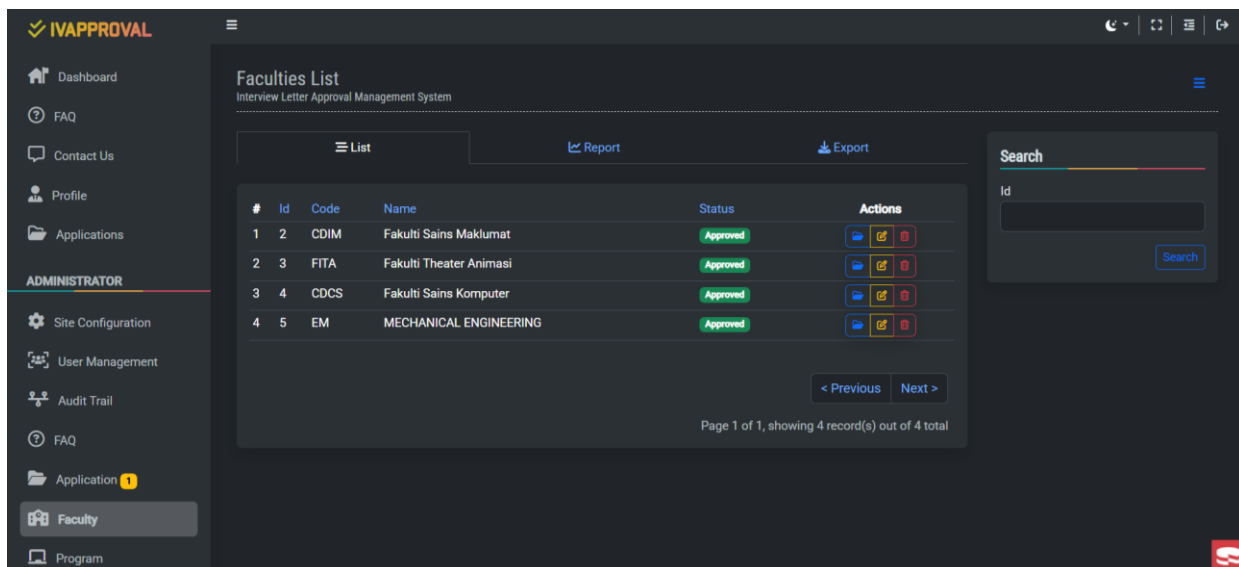 IVAPPROVAL
Dashboard
FAQ
Contact Us
Profile
Applications
ADMINISTRATOR
Site Configuration
User Management
Audit Trail
FAQ
Application 1
Faculty
Program
Faculties List
Interview Letter Approval Management System
List Report Export
# Id Code Name Status Actions
1 2 CDIM Fakulti Sains Maklumat Approved
2 3 FITA Fakulti Theater Animasi Approved
3 4 CDCS Fakulti Sains Komputer Approved
4 5 EM MECHANICAL ENGINEERING Approved
< Previous Next >
Page 1 of 1, showing 4 record(s) out of 4 total
Search
Id
Search